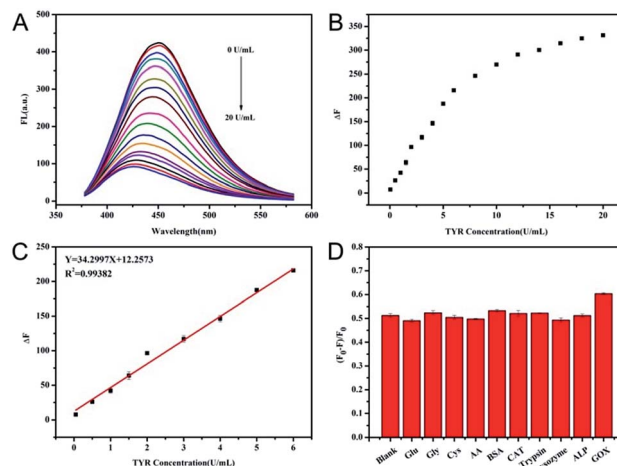 A
FL(a.u.)
400
300
200
100
0
350
400
450
500
550
600
Wavelength(nm)
0 U/mL
20 U/mL
B
ΔF
350
300
250
200
150
100
50
0
0
5
10
15
20
TYR Concentration(U/mL)
C
Y=34.2997X+12.2573
R²=0.99382
ΔF
250
200
150
100
50
0
0
1
2
3
4
5
6
TYR Concentration(U/mL)
D
(F₀-F)/F₀
0.8
0.7
0.6
0.5
0.4
0.3
0.2
0.1
0.0
Blank
Glu
Gly
Cys
AA
BSA
CAT
Trypsin
ALP
GOX